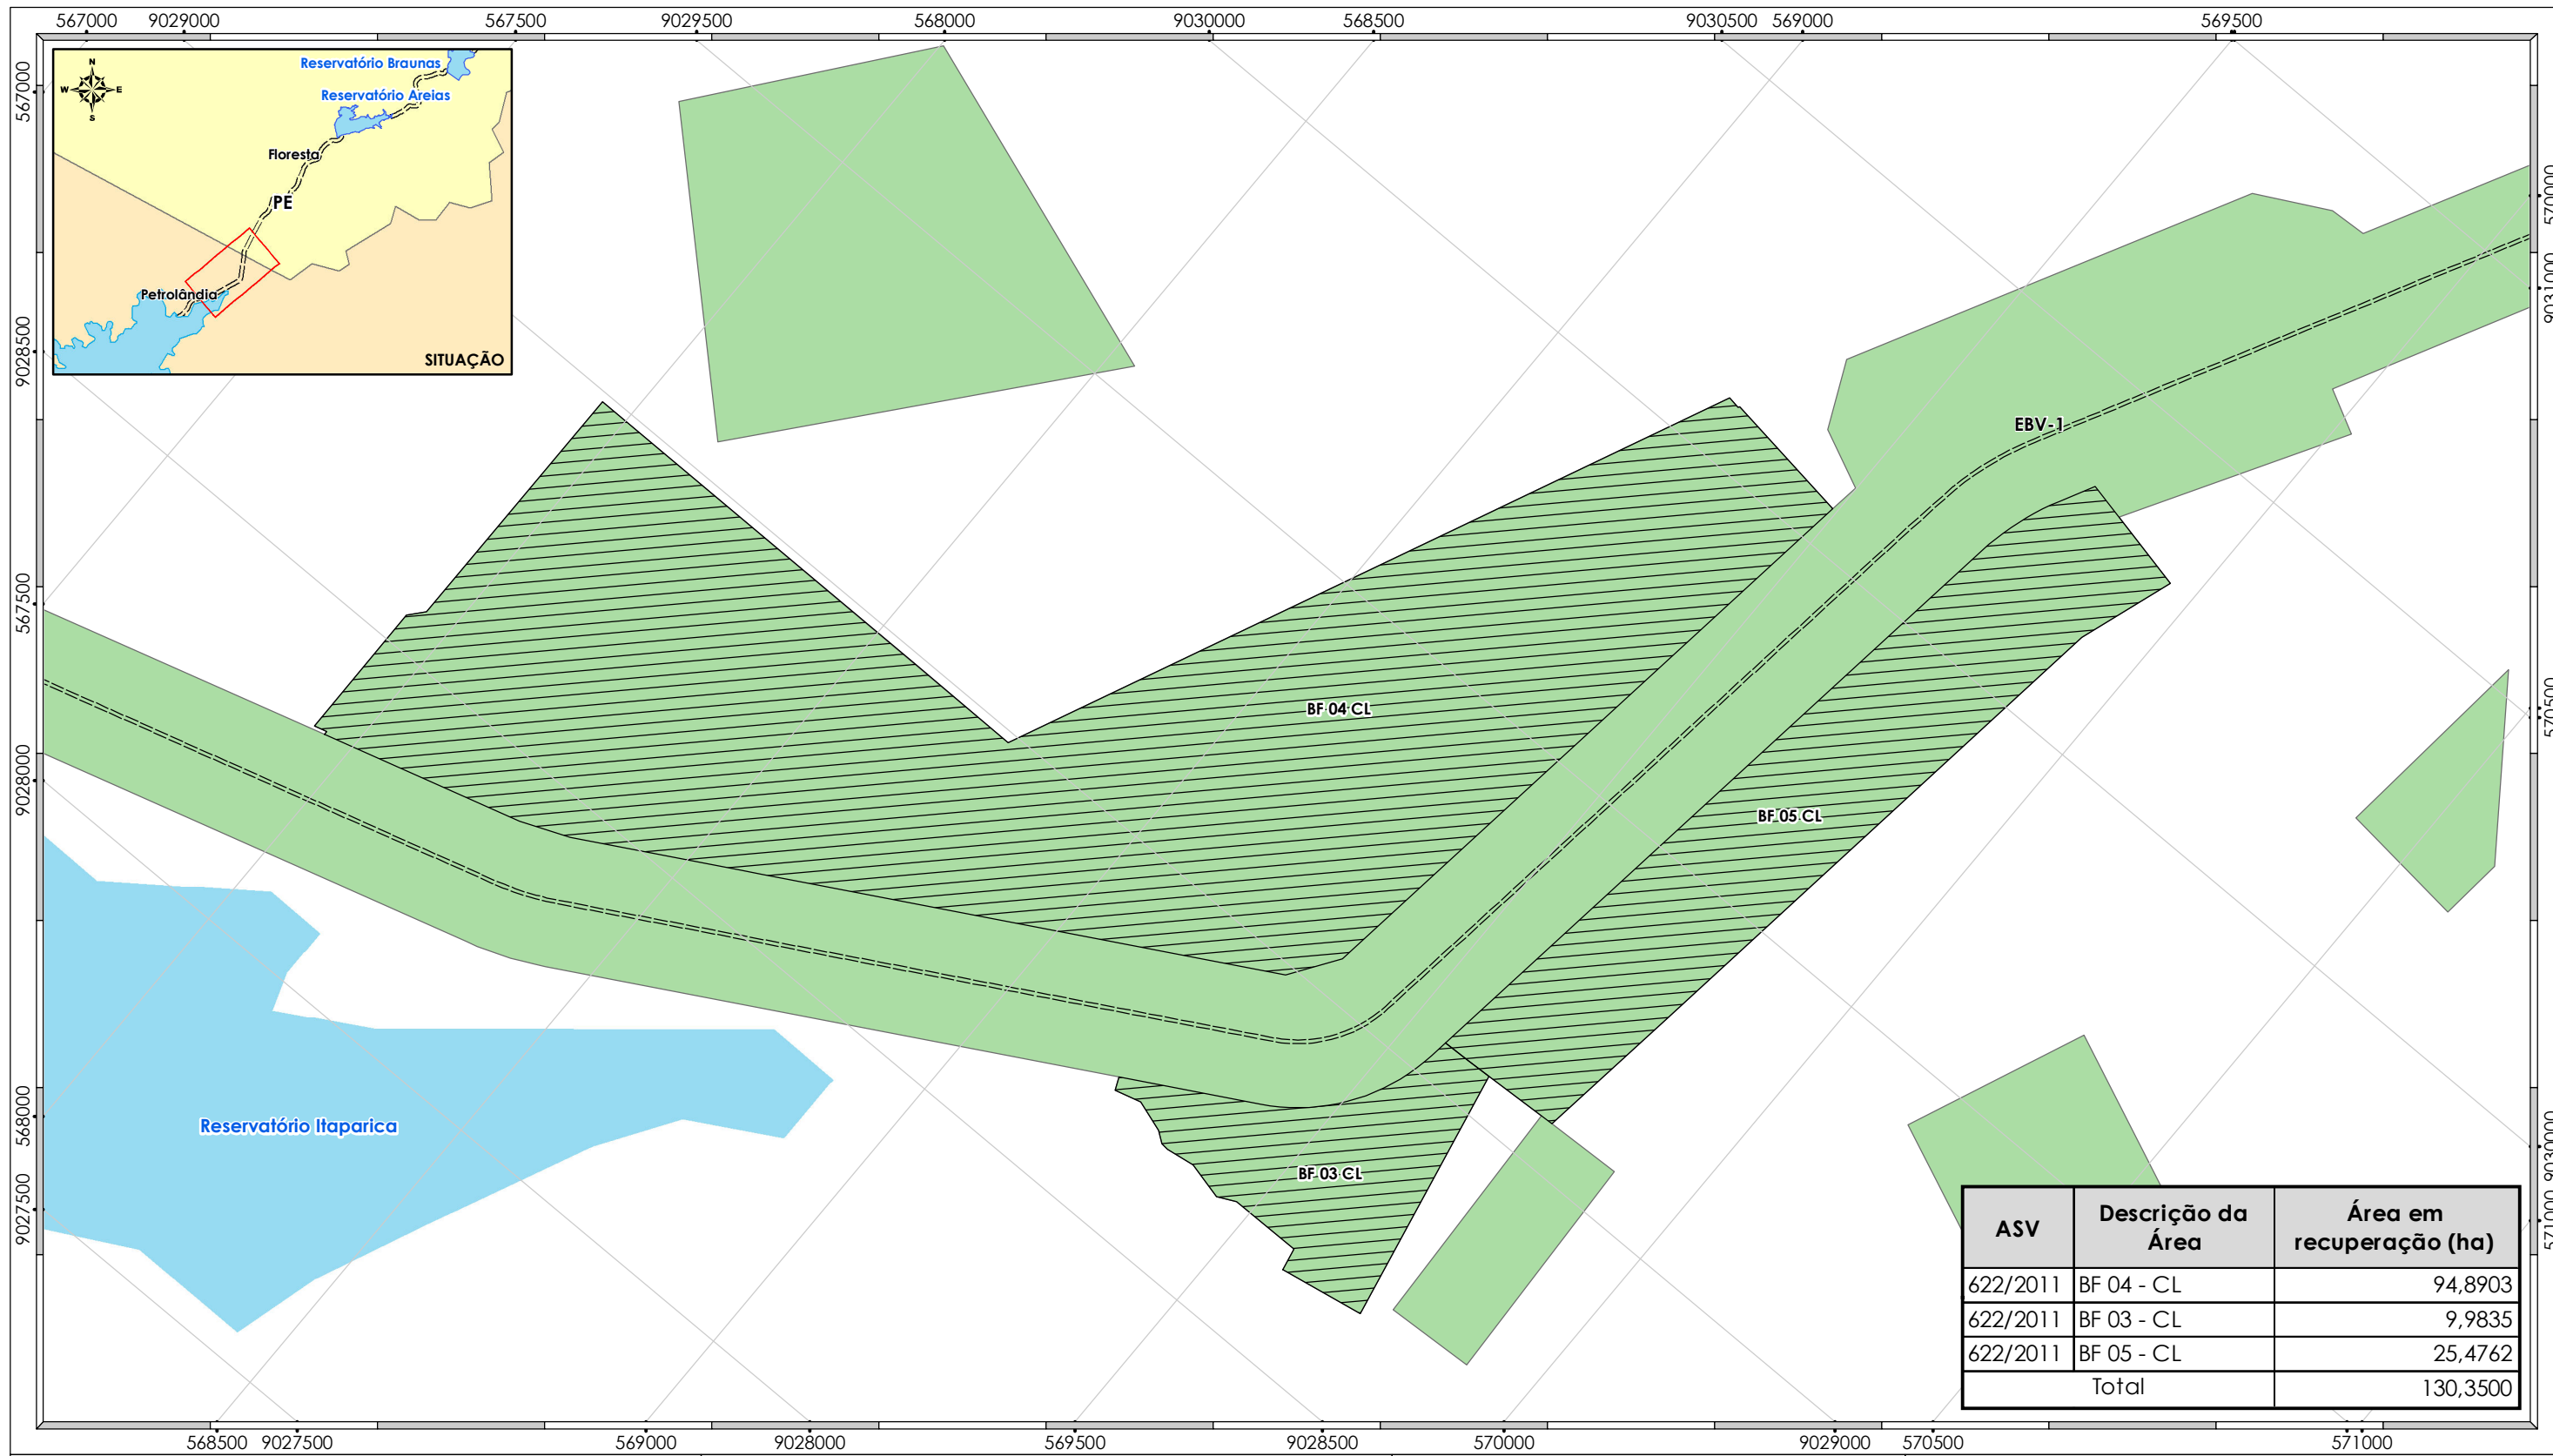 567000 9029000 567500 9029500 568000 9030000 568500 9030500 569000 569500
567000
9028500
567500
9028000
568000
9027500
N
W E
S
Reservatório Braunas
Reservatório Areias
Floresta
PE
Petrolândia
SITUAÇÃO
EBV-1
BF 04 CL
BF 05 CL
BF 03 CL
Reservatório Itaparica
570000
9031000
570500
9030000
571000
ASV Descrição da Área Área em recuperação (ha)
622/2011 BF 04 - CL 94,8903
622/2011 BF 03 - CL 9,9835
622/2011 BF 05 - CL 25,4762
Total 130,3500
568500 9027500 569000 9028000 569500 9028500 570000 9029000 570500 571000